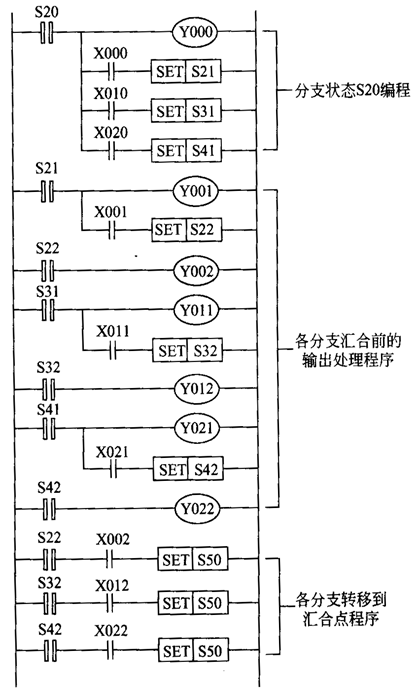 S20
Y000
X000
SET S21
X010
SET S31
X020
SET S41
分支状态S20编程
S21
Y001
X001
SET S22
S22
Y002
S31
Y011
X011
SET S32
各分支汇合前的
输出处理程序
S32
Y012
S41
Y021
X021
SET S42
S42
Y022
S22
X002
SET S50
S32
X012
SET S50
各分支转移到
汇合点程序
S42
X022
SET S50